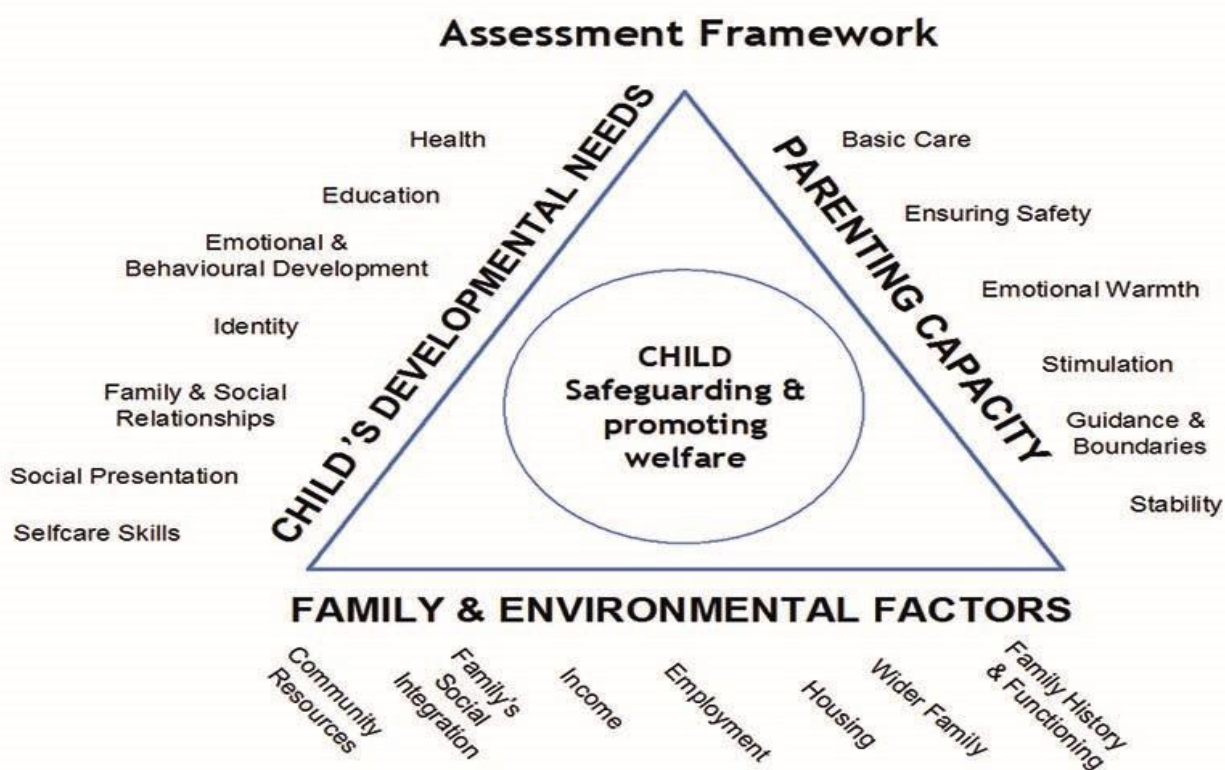 Assessment Framework
CHILD'S DEVELOPMENTAL NEEDS
Health
Education
Emotional &
Behavioural Development
Identity
Family & Social
Relationships
Social Presentation
Selfcare Skills
PARENTING CAPACITY
Basic Care
Ensuring Safety
Emotional Warmth
Stimulation
Guidance &
Boundaries
Stability
CHILD
Safeguarding &
promoting
welfare
FAMILY & ENVIRONMENTAL FACTORS
Community
Resources
Family's
Social
Integration
Income
Employment
Housing
Wider Family
Family History
& Functioning